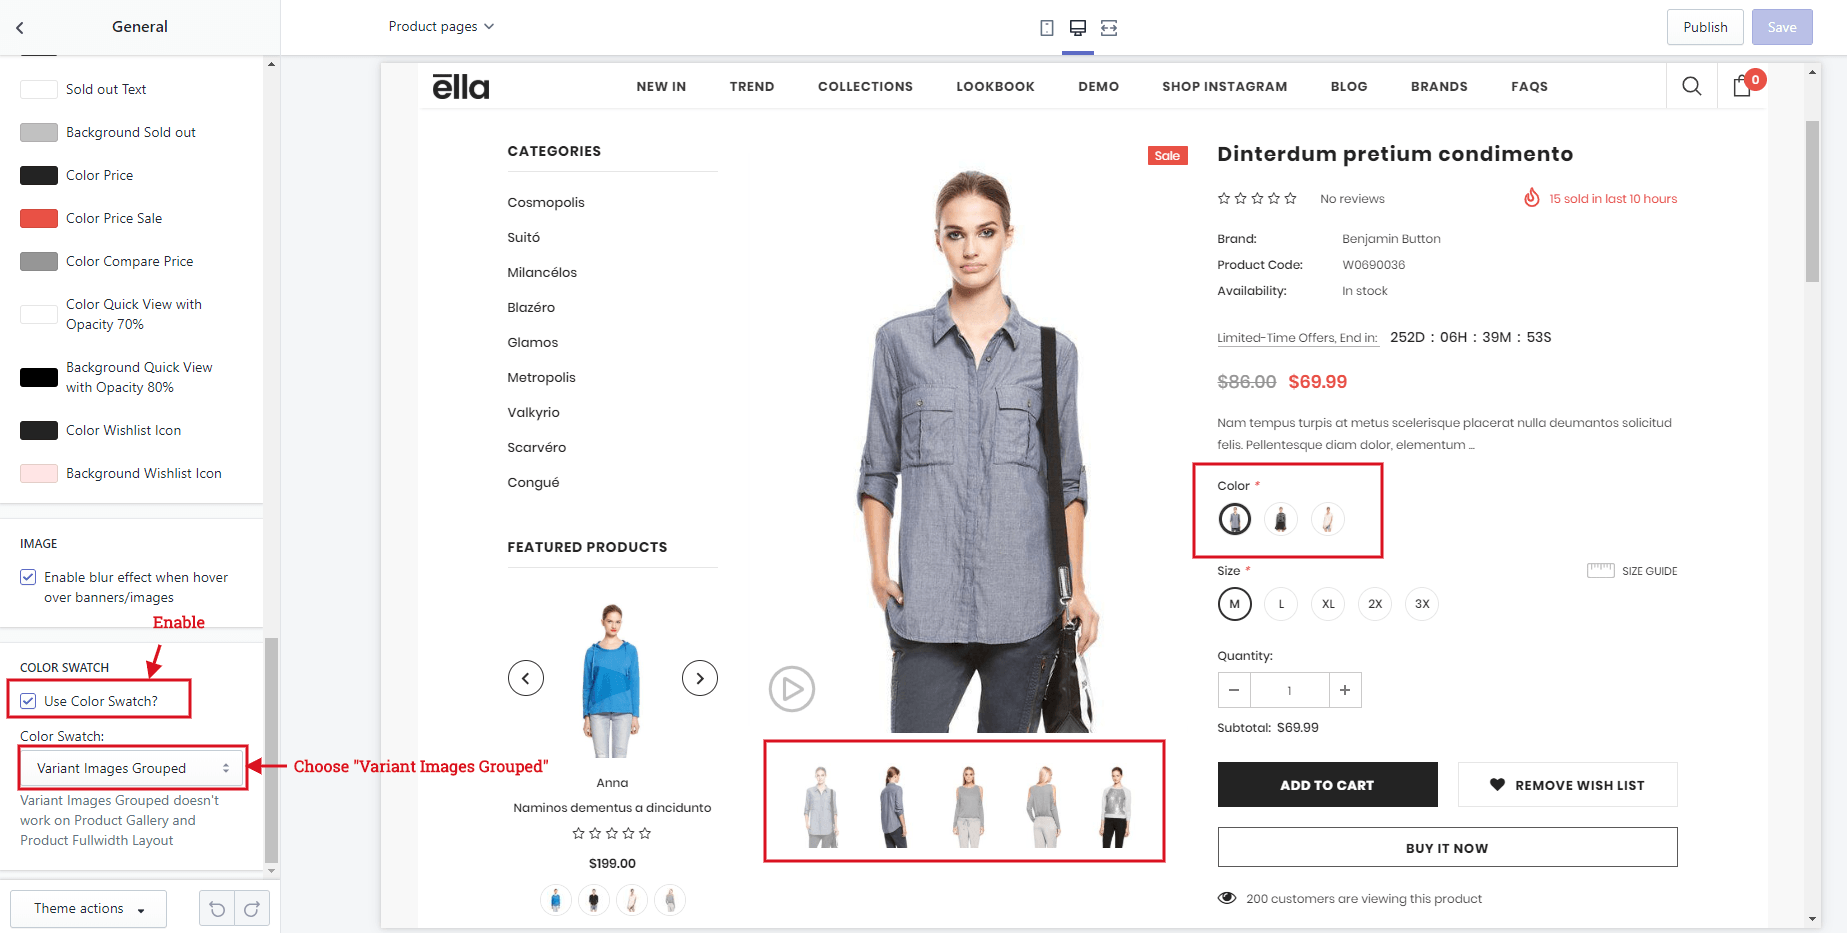 General
Product pages
Publish
Save
Sold out Text
Background Sold out
Color Price
Color Price Sale
Color Compare Price
Color Quick View with
Opacity 70%
Background Quick View
with Opacity 80%
Color Wishlist Icon
Background Wishlist Icon
IMAGE
Enable blur effect when hover
over banners/images
Enable
COLOR SWATCH
Use Color Swatch?
Color Swatch:
Variant Images Grouped
Choose "Variant Images Grouped"
Variant Images Grouped doesn't
work on Product Gallery and
Product Fullwidth Layout
Theme actions
ella
NEW IN TREND COLLECTIONS LOOKBOOK DEMO SHOP INSTAGRAM BLOG BRANDS FAQS
0
CATEGORIES
Cosmopolis
Suitó
Milancélos
Blazéro
Glamos
Metropolis
Valkyrio
Scarvéro
Congué
FEATURED PRODUCTS
Anna
Naminos dementus a dincidunto
$199.00
Sale
Dinterdum pretium condimento
No reviews
15 sold in last 10 hours
Brand: Benjamin Button
Product Code: W0690036
Availability: In stock
Limited-Time Offers, End in: 252D : 06H : 39M : 53S
$86.00 $69.99
Nam tempus turpis at metus scelerisque placerat nulla deumantos solicitud
felis. Pellentesque diam dolor, elementum ...
Color *
Size *
SIZE GUIDE
M L XL 2X 3X
Quantity:
− 1 +
Subtotal: $69.99
ADD TO CART
REMOVE WISH LIST
BUY IT NOW
200 customers are viewing this product